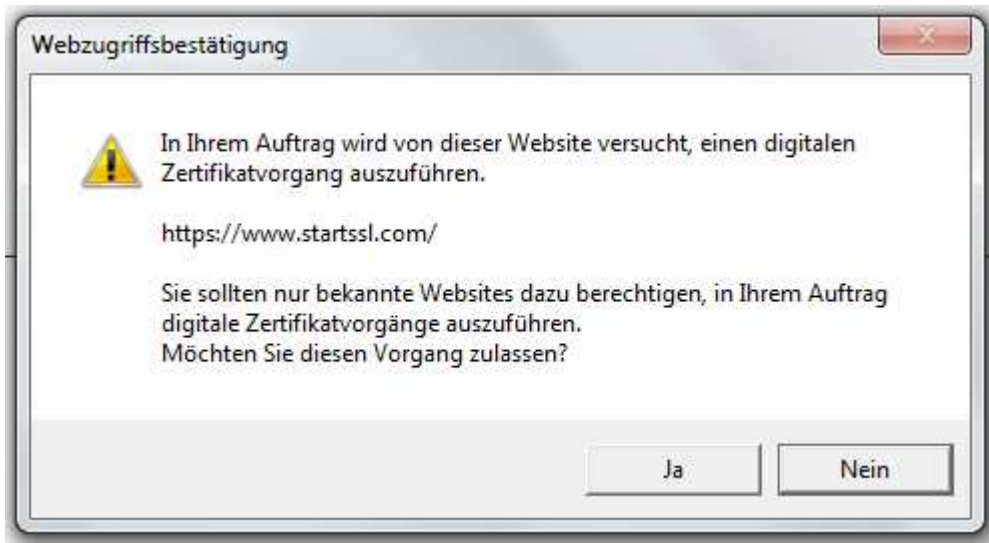 Webzugriffsbestätigung
In Ihrem Auftrag wird von dieser Website versucht, einen digitalen
Zertifikatvorgang auszuführen.
https://www.startssl.com/
Sie sollten nur bekannte Websites dazu berechtigen, in Ihrem Auftrag
digitale Zertifikatvorgänge auszuführen.
Möchten Sie diesen Vorgang zulassen?
Ja
Nein